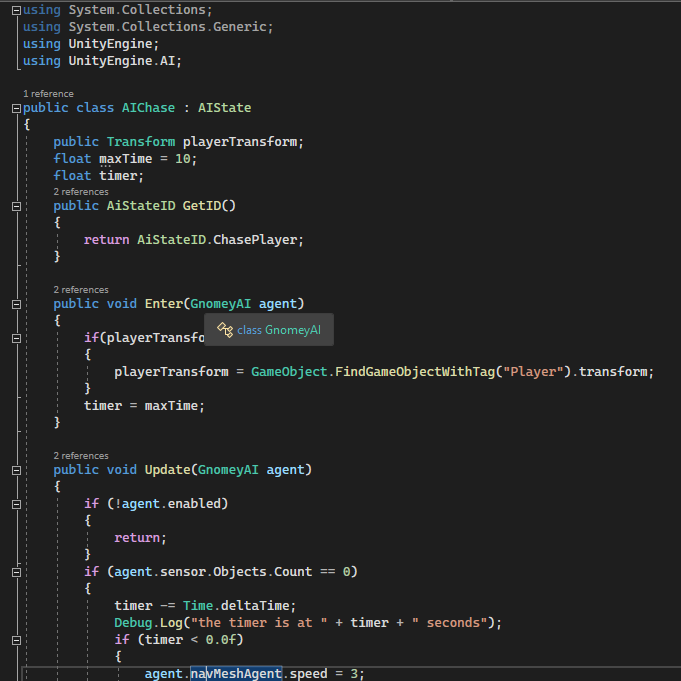 using System.Collections;
using System.Collections.Generic;
using UnityEngine;
using UnityEngine.AI;
1 reference
public class AIChase : AIState
{
public Transform playerTransform;
float maxTime = 10;
float timer;
2 references
public AiStateID GetID()
{
return AiStateID.ChasePlayer;
}
2 references
public void Enter(GnomeyAI agent)
{
class GnomeyAI
if(playerTransfo
{
playerTransform = GameObject.FindGameObjectWithTag("Player").transform;
}
timer = maxTime;
}
2 references
public void Update(GnomeyAI agent)
{
if (!agent.enabled)
{
return;
}
if (agent.sensor.Objects.Count == 0)
{
timer -= Time.deltaTime;
Debug.Log("the timer is at " + timer + " seconds");
if (timer < 0.0f)
{
agent.navMeshAgent.speed = 3;